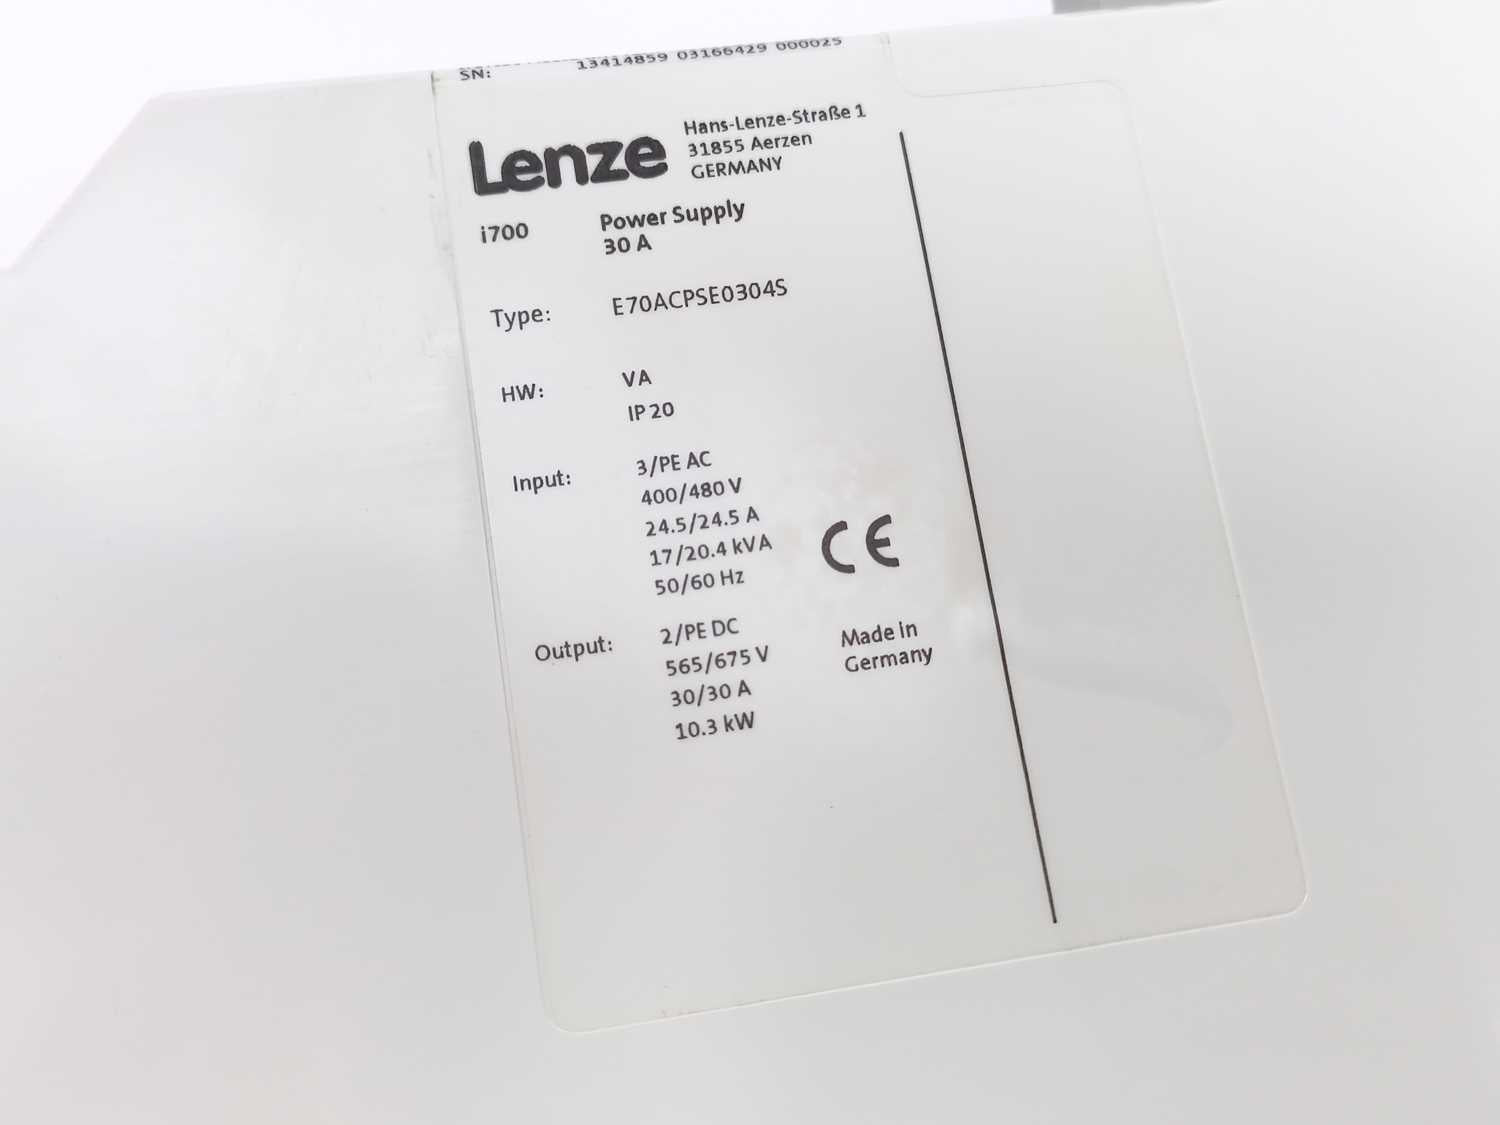 SN: 13414859 03166429 000025
Lenze
Hans-Lenze-Straße 1
31855 Aerzen
GERMANY
i700 Power Supply
30 A
Type: E70ACPSE0304S
HW: VA
IP 20
Input: 3/PE AC
400/480 V
24.5/24.5 A
17/20.4 kVA
50/60 Hz
CE
Output: 2/PE DC
565/675 V
30/30 A
10.3 kW
Made in
Germany